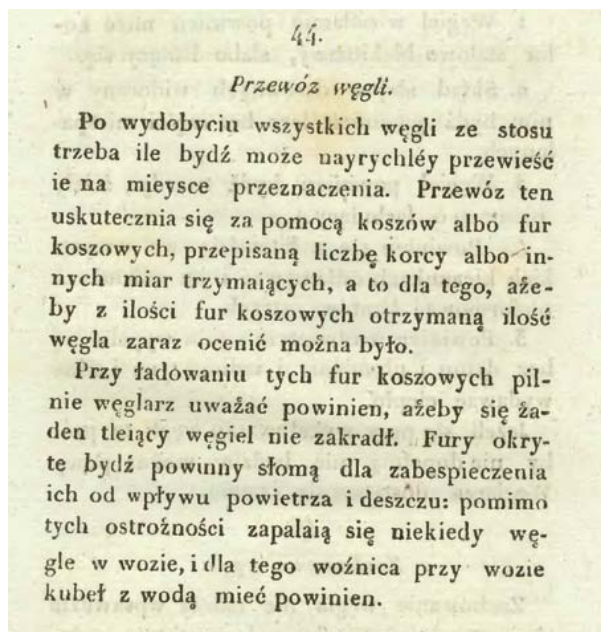 44.
Przewóz węgli.
Po wydobyciu wszystkich węgli ze stosu
trzeba ile bydź może nayrychléy przewieść
ie na mieysce przeznaczenia. Przewóz ten
uskutecznia się za pomocą koszów albo fur
koszowych, przepisaną liczbę korcy albo in-
nych miar trzymaiących, a to dla tego, aże-
by z ilości fur koszowych otrzymaną ilość
węgla zaraz ocenić można było.
Przy ładowaniu tych fur koszowych pil-
nie węglarz uważać powinien, ażeby się ża-
den tleiący węgiel nie zakradł. Fury okry-
te bydź powinny słomą dla zabespieczenia
ich od wpływu powietrza i deszczu: pomimo
tych ostrożności zapalaią się niekiedy wę-
gle w wozie, i dla tego woźnica przy wozie
kubeł z wodą mieć powinien.